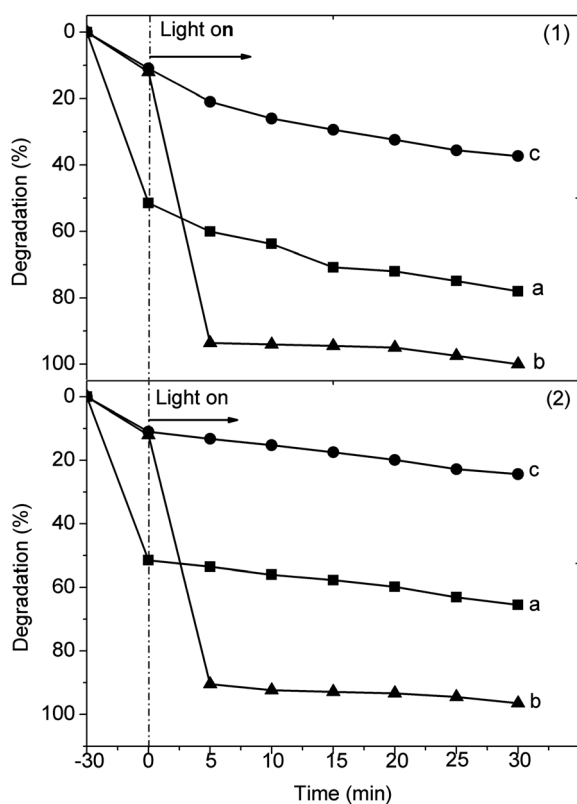 Light on (1)
0
20
40
60
80
100
Degradation (%)
c
a
b
Light on (2)
0
20
40
60
80
100
Degradation (%)
c
a
b
-30 0 5 10 15 20 25 30
Time (min)